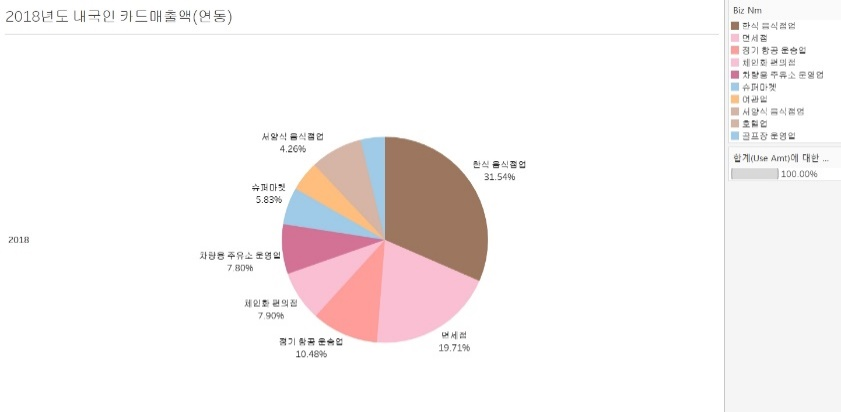 2018년도 내국인 카드매출액(연동)
Biz Nm
한식 음식점업
면세점
정기 항공 운송업
체인화 편의점
차량용 주유소 운영업
슈퍼마켓
여관업
서양식 음식점업
호텔업
골프장 운영업
합계(Use Amt)에 대한 ...
100.00%
서양식 음식점업
4.26%
한식 음식점업
31.54%
슈퍼마켓
5.83%
2018
차량용 주유소 운영업
7.80%
체인화 편의점
7.90%
정기 항공 운송업
10.48%
면세점
19.71%